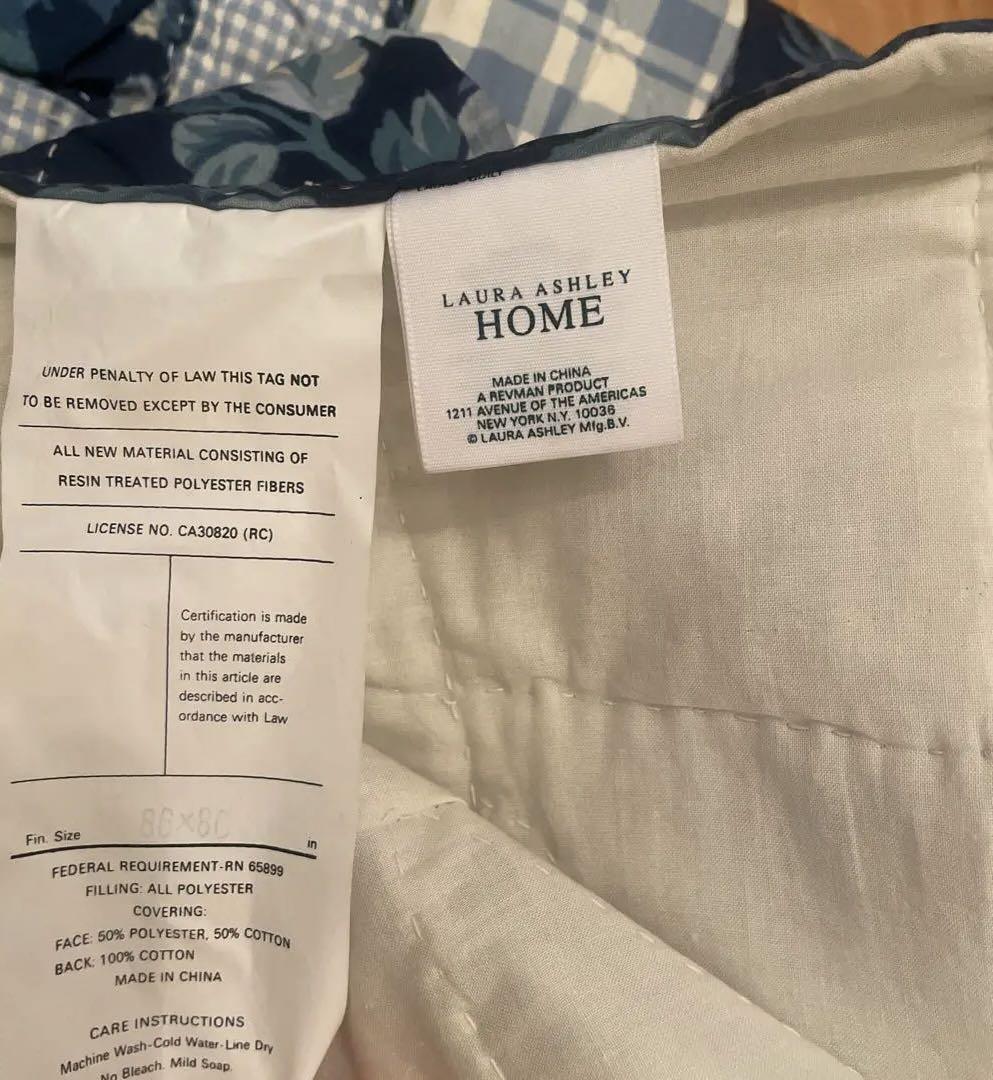 UNDER PENALTY OF LAW THIS TAG NOT
TO BE REMOVED EXCEPT BY THE CONSUMER
ALL NEW MATERIAL CONSISTING OF
RESIN TREATED POLYESTER FIBERS
LICENSE NO. CA30820 (RC)
Certification is made
by the manufacturer
that the materials
in this article are
described in acc-
ordance with Law
Fin. Size in
FEDERAL REQUIREMENT-RN 65899
FILLING: ALL POLYESTER
COVERING:
FACE: 50% POLYESTER, 50% COTTON
BACK: 100% COTTON
MADE IN CHINA
CARE INSTRUCTIONS
Machine Wash-Cold Water-Line Dry
No Bleach. Mild Soap.
LAURA ASHLEY
HOME
MADE IN CHINA
A REVMAN PRODUCT
1211 AVENUE OF THE AMERICAS
NEW YORK N.Y. 10036
© LAURA ASHLEY Mfg.B.V.